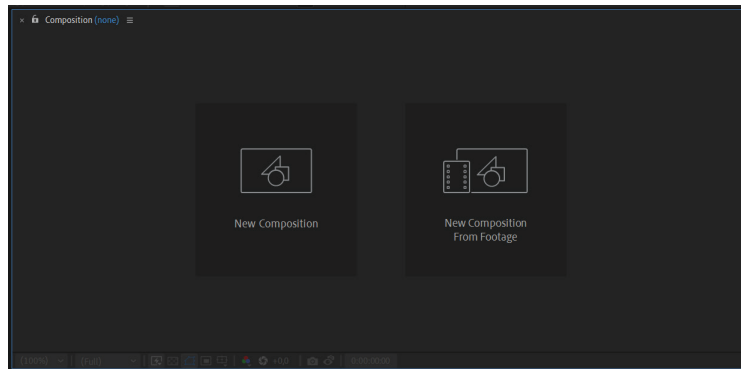 Composition (none)
New Composition
New Composition
From Footage
(100%) (Full) +0,0 0:00:00:00